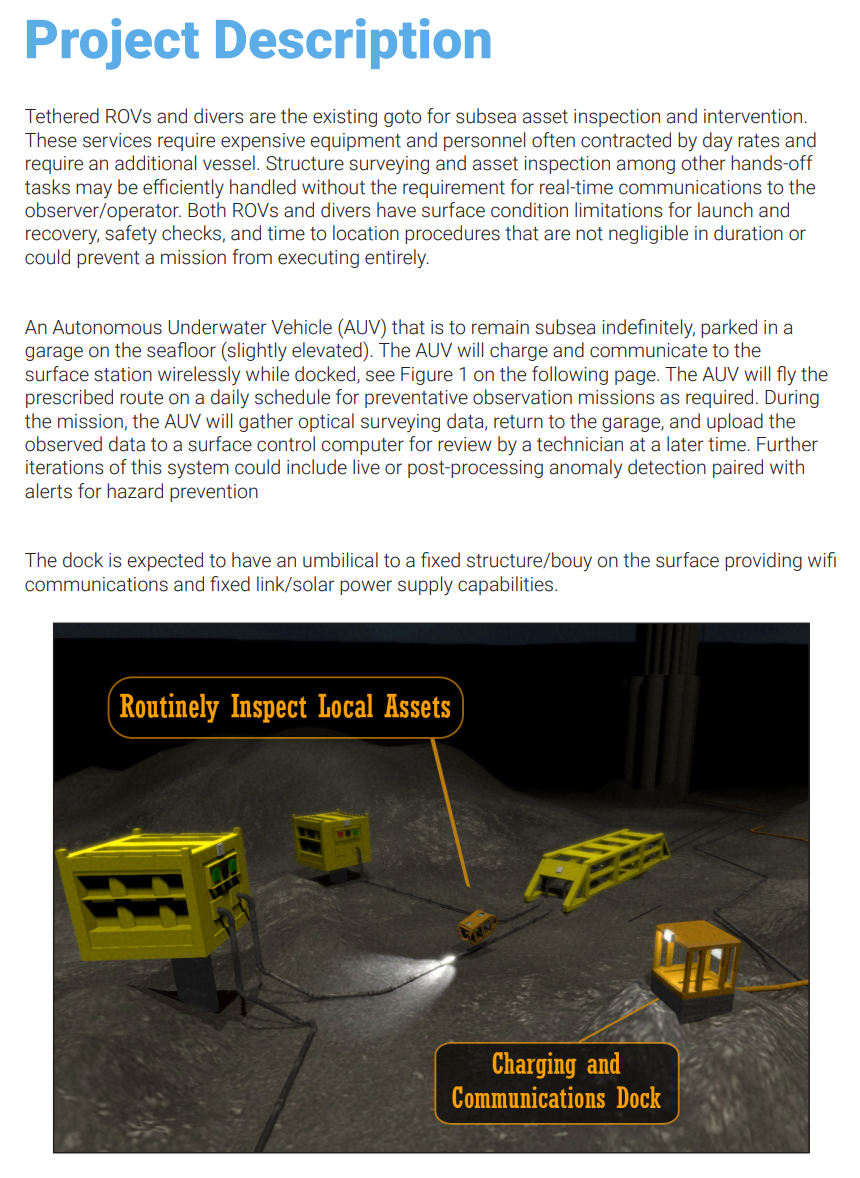 Project Description
Tethered ROVs and divers are the existing goto for subsea asset inspection and intervention.
These services require expensive equipment and personnel often contracted by day rates and
require an additional vessel. Structure surveying and asset inspection among other hands-off
tasks may be efficiently handled without the requirement for real-time communications to the
observer/operator. Both ROVs and divers have surface condition limitations for launch and
recovery, safety checks, and time to location procedures that are not negligible in duration or
could prevent a mission from executing entirely.
An Autonomous Underwater Vehicle (AUV) that is to remain subsea indefinitely, parked in a
garage on the seafloor (slightly elevated). The AUV will charge and communicate to the
surface station wirelessly while docked, see Figure 1 on the following page. The AUV will fly the
prescribed route on a daily schedule for preventative observation missions as required. During
the mission, the AUV will gather optical surveying data, return to the garage, and upload the
observed data to a surface control computer for review by a technician at a later time. Further
iterations of this system could include live or post-processing anomaly detection paired with
alerts for hazard prevention
The dock is expected to have an umbilical to a fixed structure/bouy on the surface providing wifi
communications and fixed link/solar power supply capabilities.
Routinely Inspect Local Assets
Charging and
Communications Dock